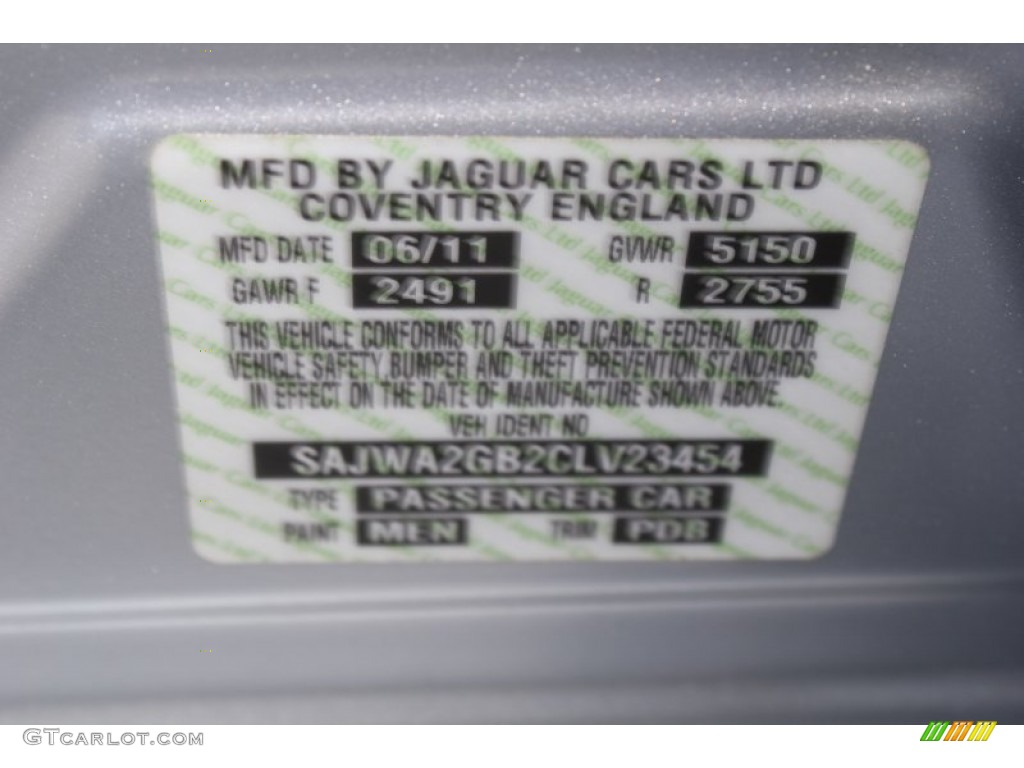 MFD BY JAGUAR CARS LTD
COVENTRY ENGLAND
MFD DATE 06/11 GVWR 5150
GAWR F 2491 R 2755
THIS VEHICLE CONFORMS TO ALL APPLICABLE FEDERAL MOTOR
VEHICLE SAFETY, BUMPER AND THEFT PREVENTION STANDARDS
IN EFFECT ON THE DATE OF MANUFACTURE SHOWN ABOVE.
VEH IDENT NO
SAJWA2GB2CLV23454
TYPE PASSENGER CAR
PAINT MEN TRIM PDB
GTCARLOT.COM